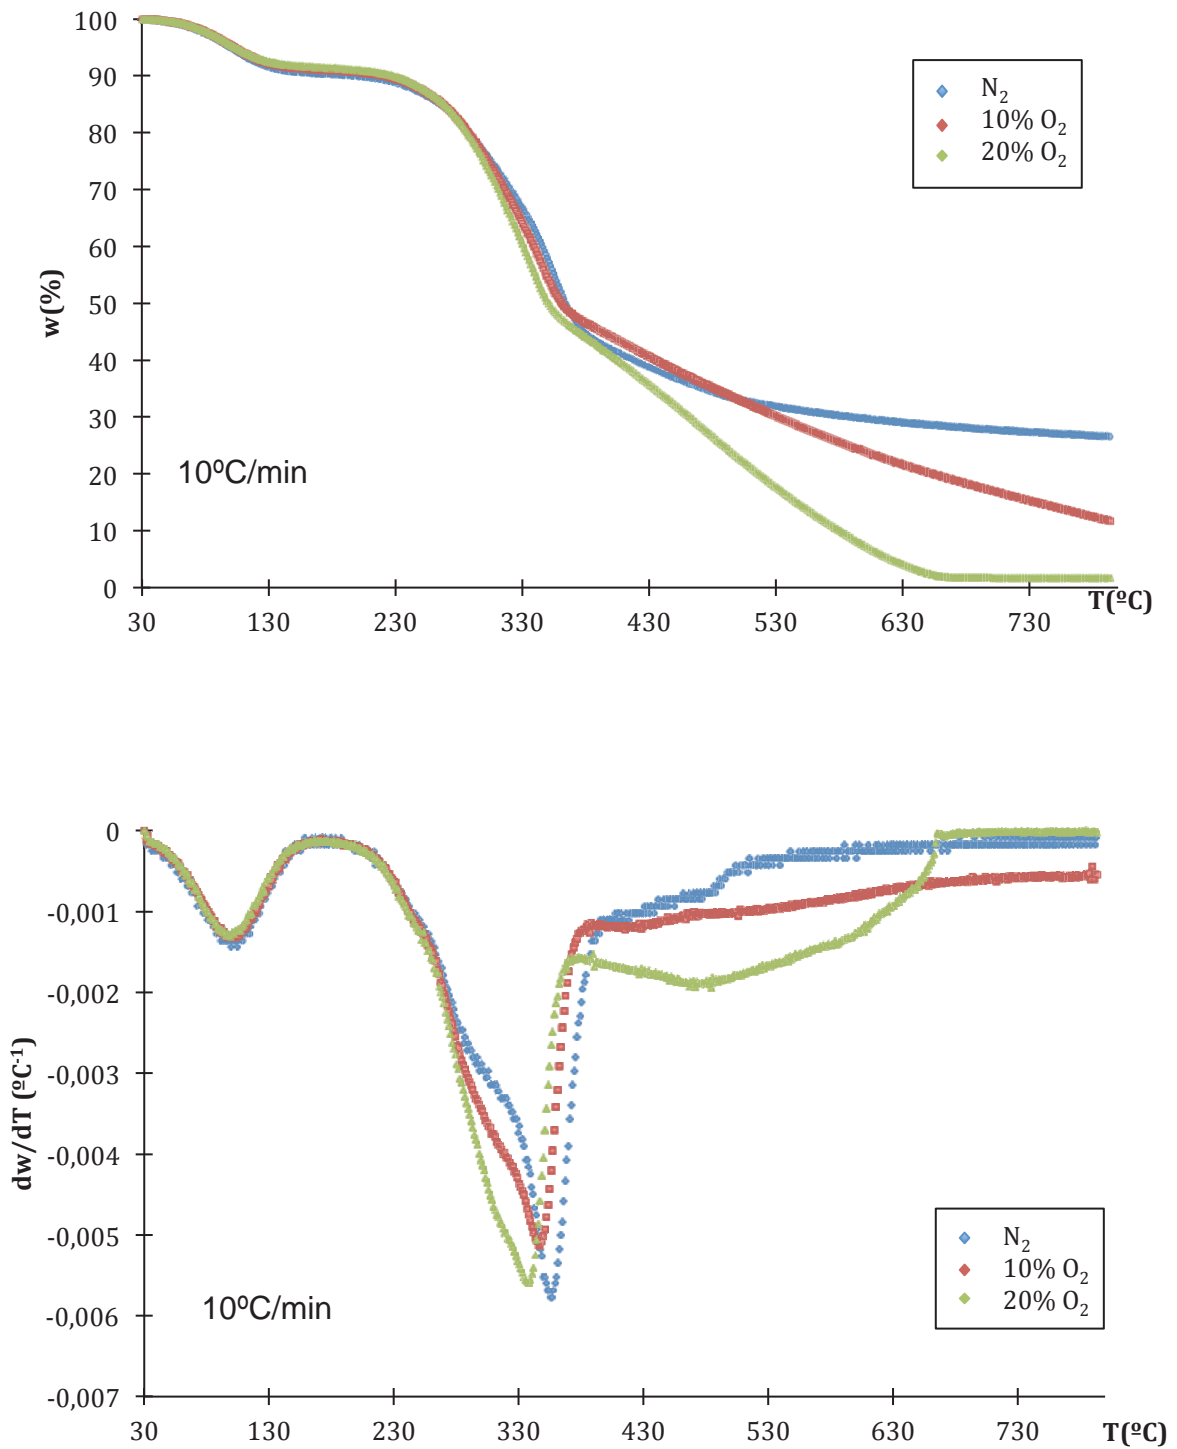 100
90
80
70
60
50
40
30
20
10
0
w(%)
N2
10% O2
20% O2
10ºC/min
30 130 230 330 430 530 630 730
T(ºC)
0
-0,001
-0,002
-0,003
-0,004
-0,005
-0,006
-0,007
dw/dT (ºC-1)
N2
10% O2
20% O2
10ºC/min
30 130 230 330 430 530 630 730
T(ºC)